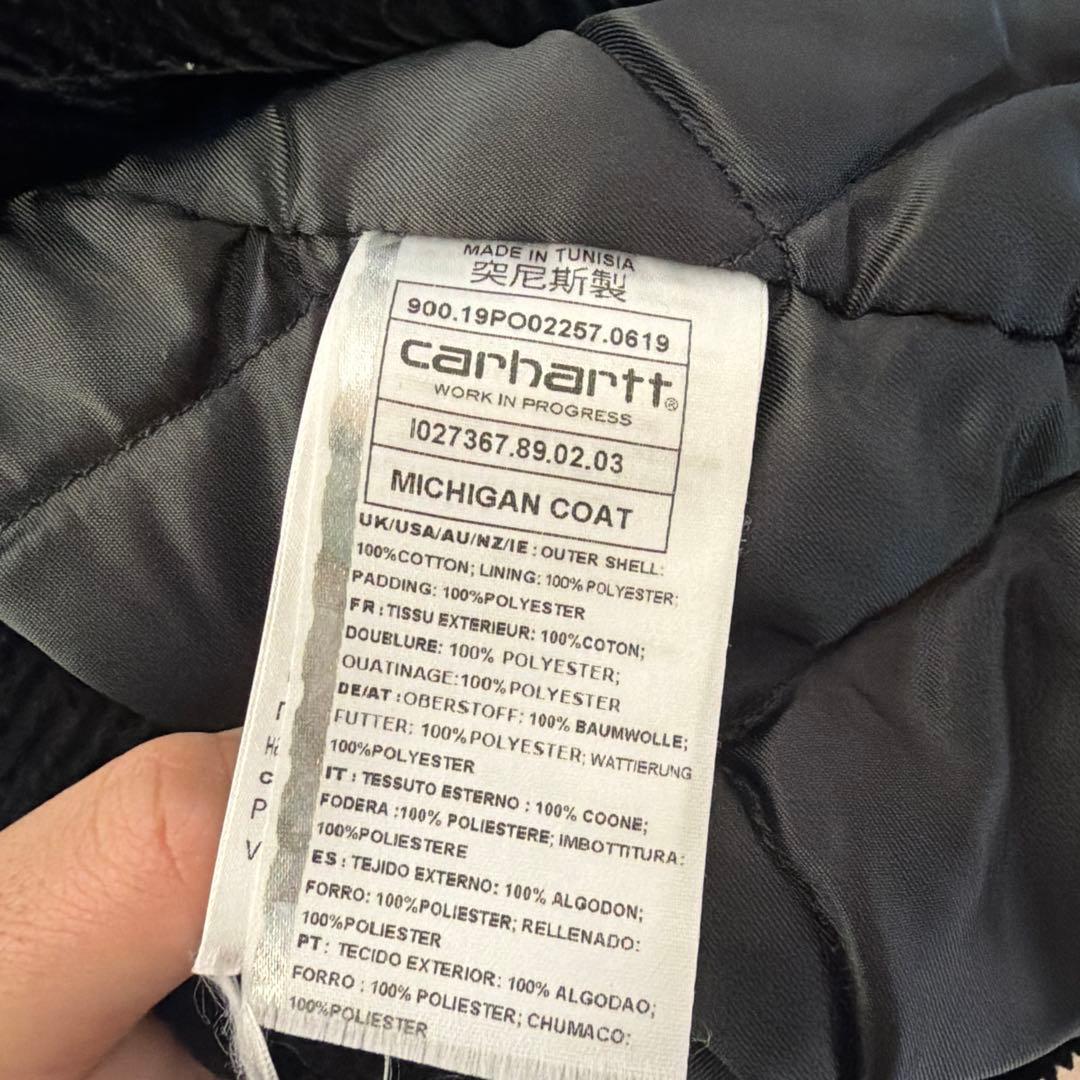 MADE IN TUNISIA
突尼斯製
900.19PO02257.0619
carhartt®
WORK IN PROGRESS
I027367.89.02.03
MICHIGAN COAT
UK/USA/AU/NZ/IE : OUTER SHELL:
100%COTTON; LINING: 100% POLYESTER;
PADDING: 100%POLYESTER
FR : TISSU EXTERIEUR: 100%COTON;
DOUBLURE: 100% POLYESTER;
OUATINAGE:100%POLYESTER
DE/AT : OBERSTOFF: 100% BAUMWOLLE;
FUTTER: 100%POLYESTER; WATTIERUNG
100%POLYESTER
IT : TESSUTO ESTERNO : 100% COONE;
FODERA :100% POLIESTERE; IMBOTTITURA:
100%POLIESTERE
ES : TEJIDO EXTERNO: 100% ALGODON;
FORRO: 100%POLIESTER; RELLENADO:
100%POLIESTER
PT : TECIDO EXTERIOR: 100% ALGODAO;
FORRO : 100% POLIESTER; CHUMACO:
100%POLIESTER